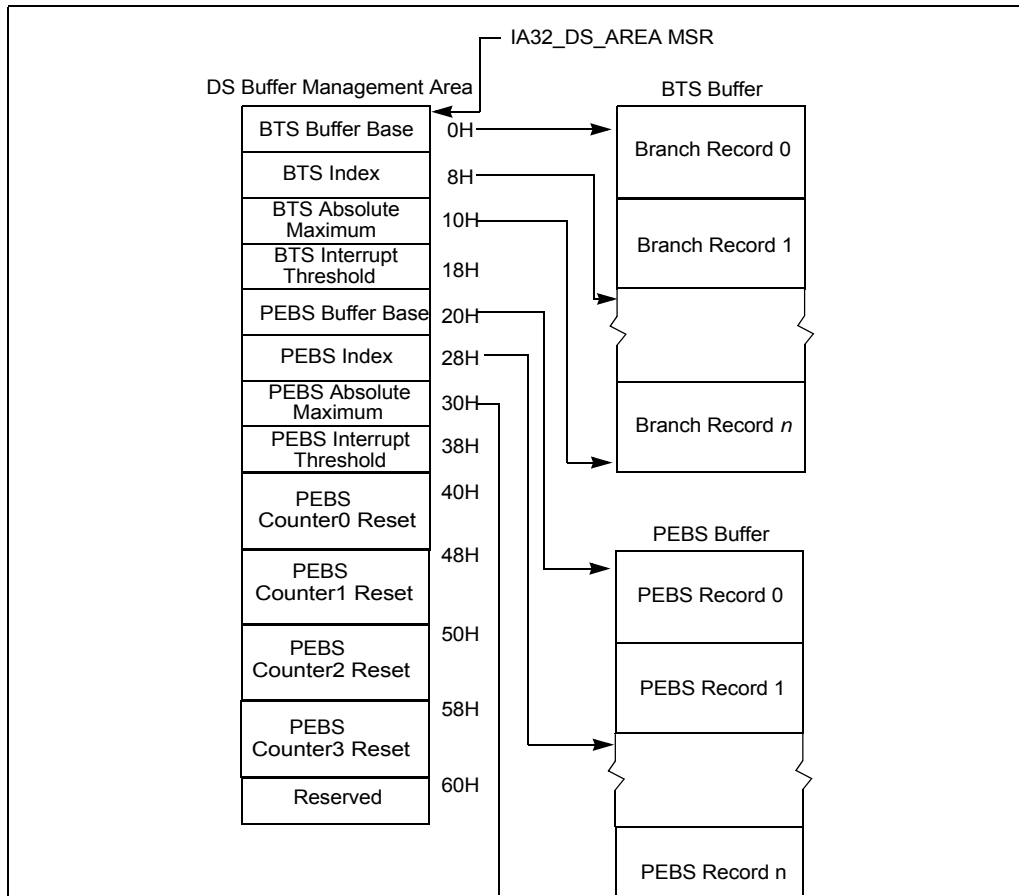 IA32_DS_AREA MSR
DS Buffer Management Area
BTS Buffer Base
0H
BTS Index
8H
BTS Absolute
Maximum
10H
BTS Interrupt
Threshold
18H
PEBS Buffer Base
20H
PEBS Index
28H
PEBS Absolute
Maximum
30H
PEBS Interrupt
Threshold
38H
PEBS
Counter0 Reset
40H
PEBS
Counter1 Reset
48H
PEBS
Counter2 Reset
50H
PEBS
Counter3 Reset
58H
Reserved
60H
BTS Buffer
Branch Record 0
Branch Record 1
Branch Record n
PEBS Buffer
PEBS Record 0
PEBS Record 1
PEBS Record n